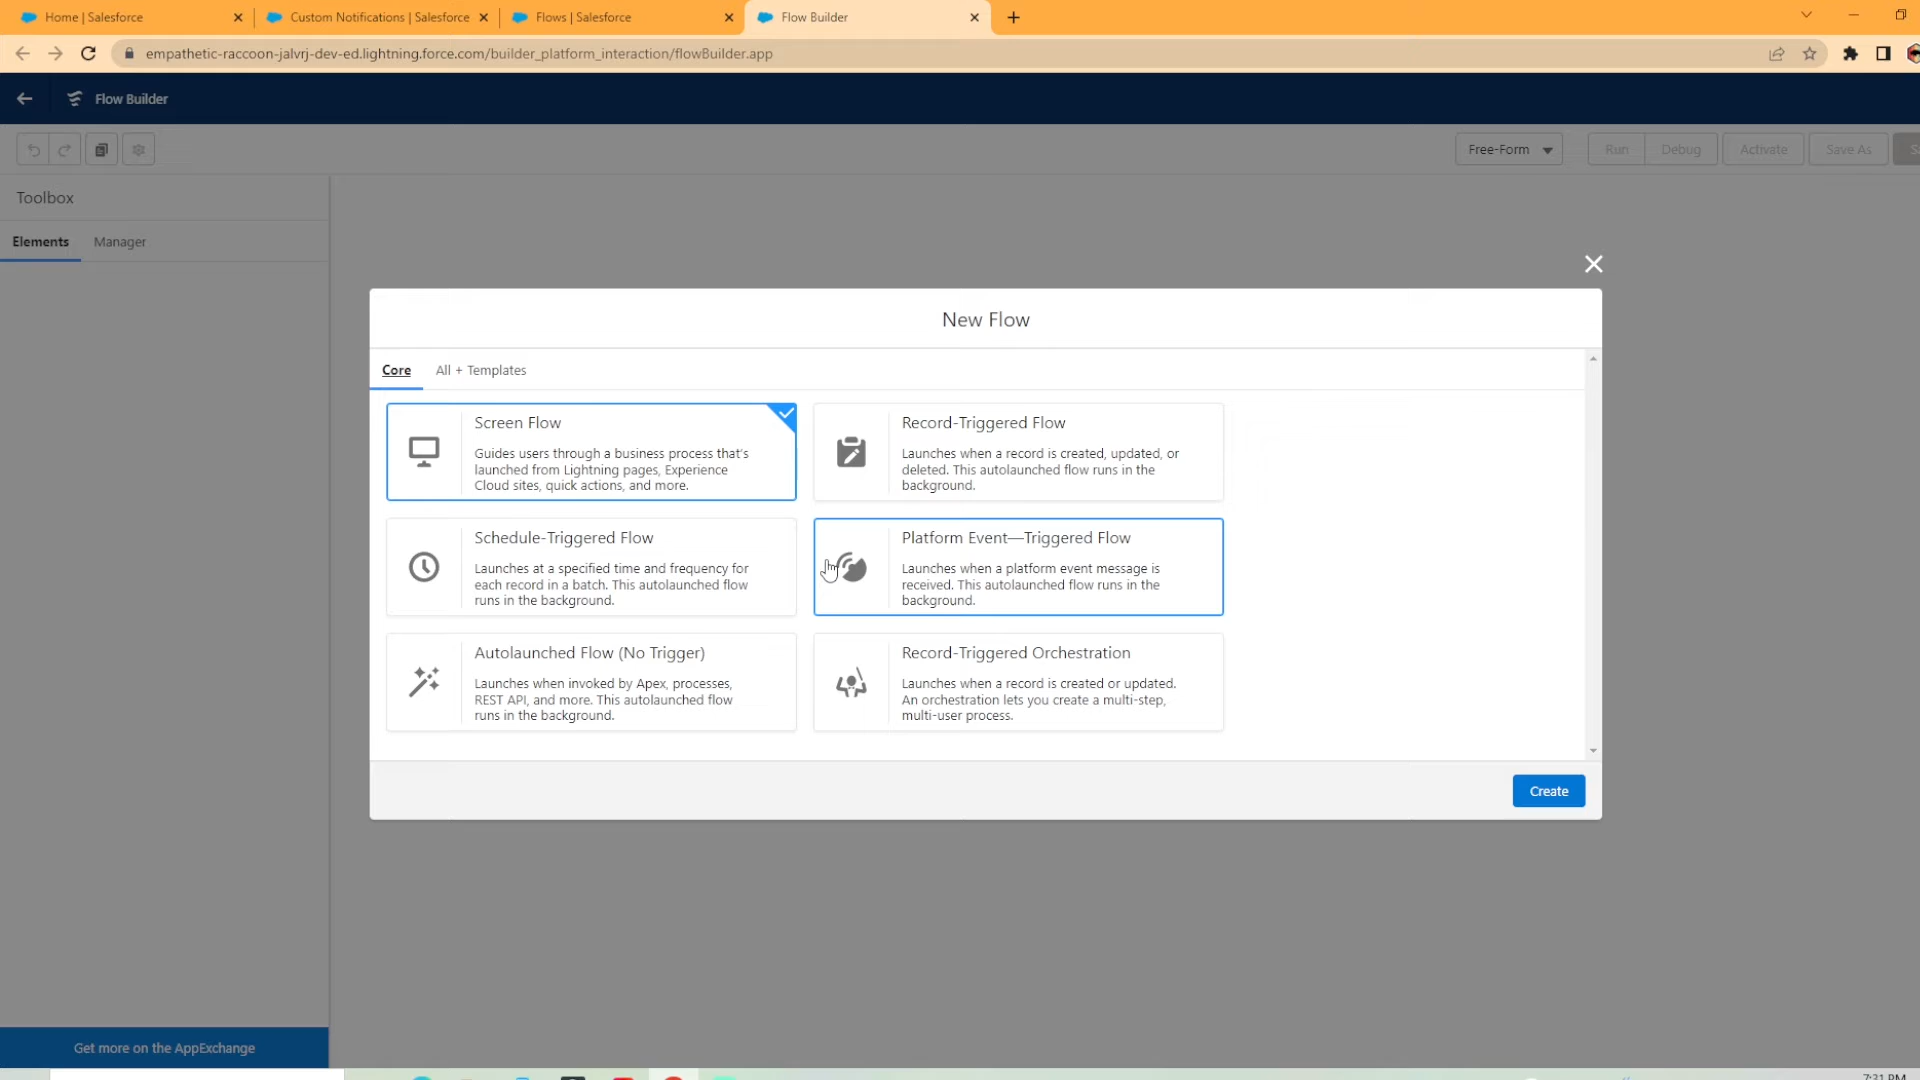 Home | Salesforce
Custom Notifications | Salesforce
Flows | Salesforce
Flow Builder
empathetic-raccoon-jalvrj-dev-ed.lightning.force.com/builder_platform_interaction/flowBuilder.app
Flow Builder
Free-Form
Run
Debug
Activate
Save As
Toolbox
Elements
Manager
New Flow
Core
All + Templates
Screen Flow
Guides users through a business process that's
launched from Lightning pages, Experience
Cloud sites, quick actions, and more.
Record-Triggered Flow
Launches when a record is created, updated, or
deleted. This autolaunched flow runs in the
background.
Schedule-Triggered Flow
Launches at a specified time and frequency for
each record in a batch. This autolaunched flow
runs in the background.
Platform Event—Triggered Flow
Launches when a platform event message is
received. This autolaunched flow runs in the
background.
Autolaunched Flow (No Trigger)
Launches when invoked by Apex, processes,
REST API, and more. This autolaunched flow
runs in the background.
Record-Triggered Orchestration
Launches when a record is created or updated.
An orchestration lets you create a multi-step,
multi-user process.
Create
Get more on the AppExchange
7:31 PM